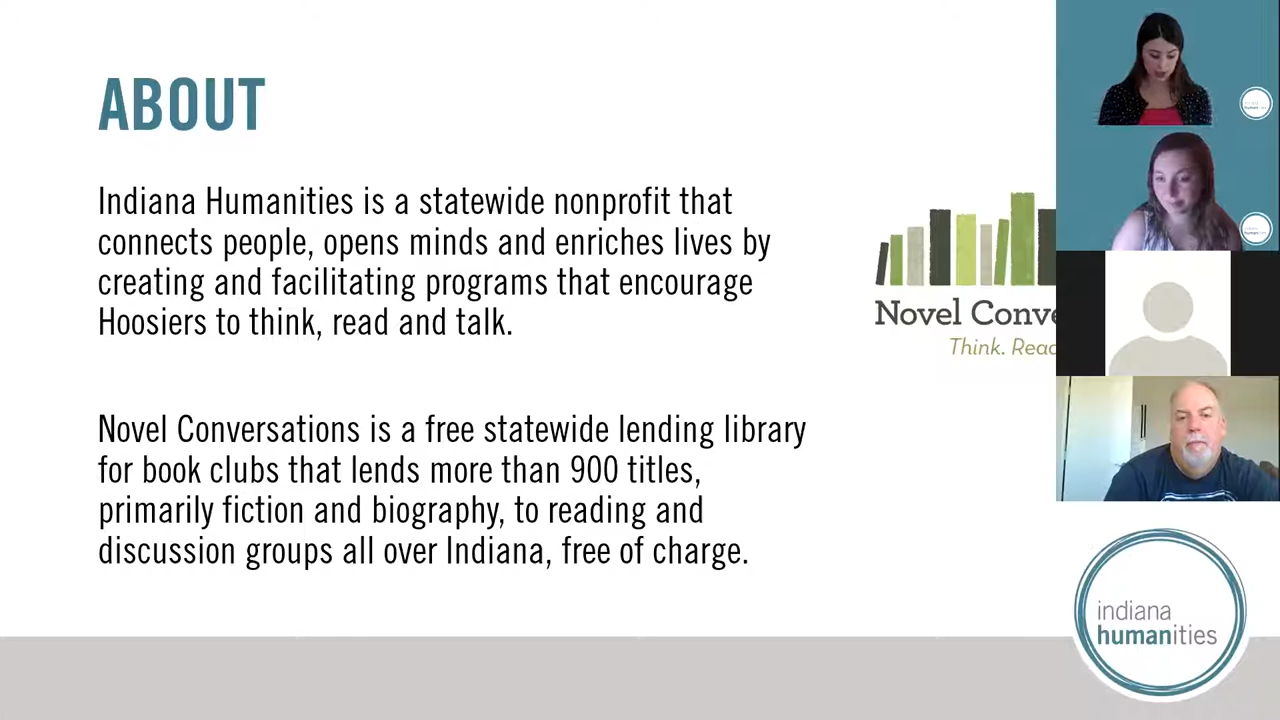 ABOUT
Indiana Humanities is a statewide nonprofit that
connects people, opens minds and enriches lives by
creating and facilitating programs that encourage
Hoosiers to think, read and talk.
Novel Conversations is a free statewide lending library
for book clubs that lends more than 900 titles,
primarily fiction and biography, to reading and
discussion groups all over Indiana, free of charge.
Novel Conve
Think. Read
indiana
humanities